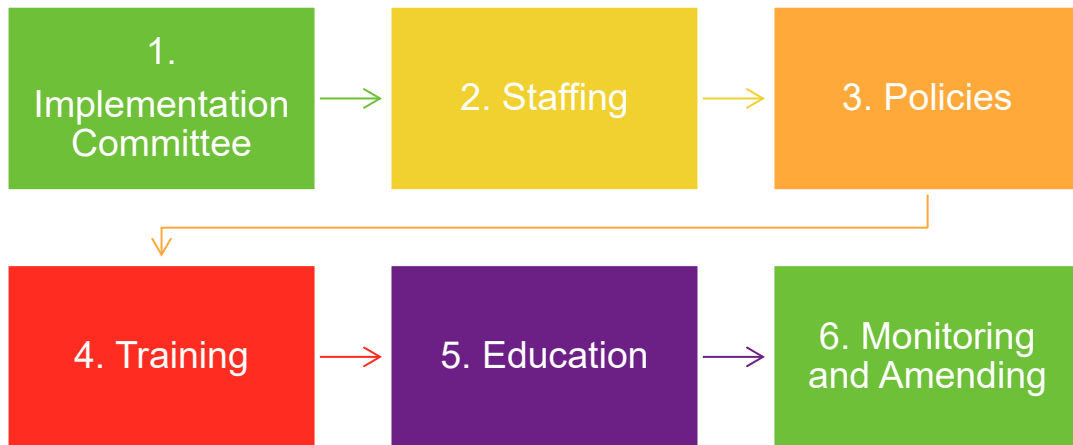 1.
Implementation
Committee
2. Staffing
3. Policies
4. Training
5. Education
6. Monitoring
and Amending